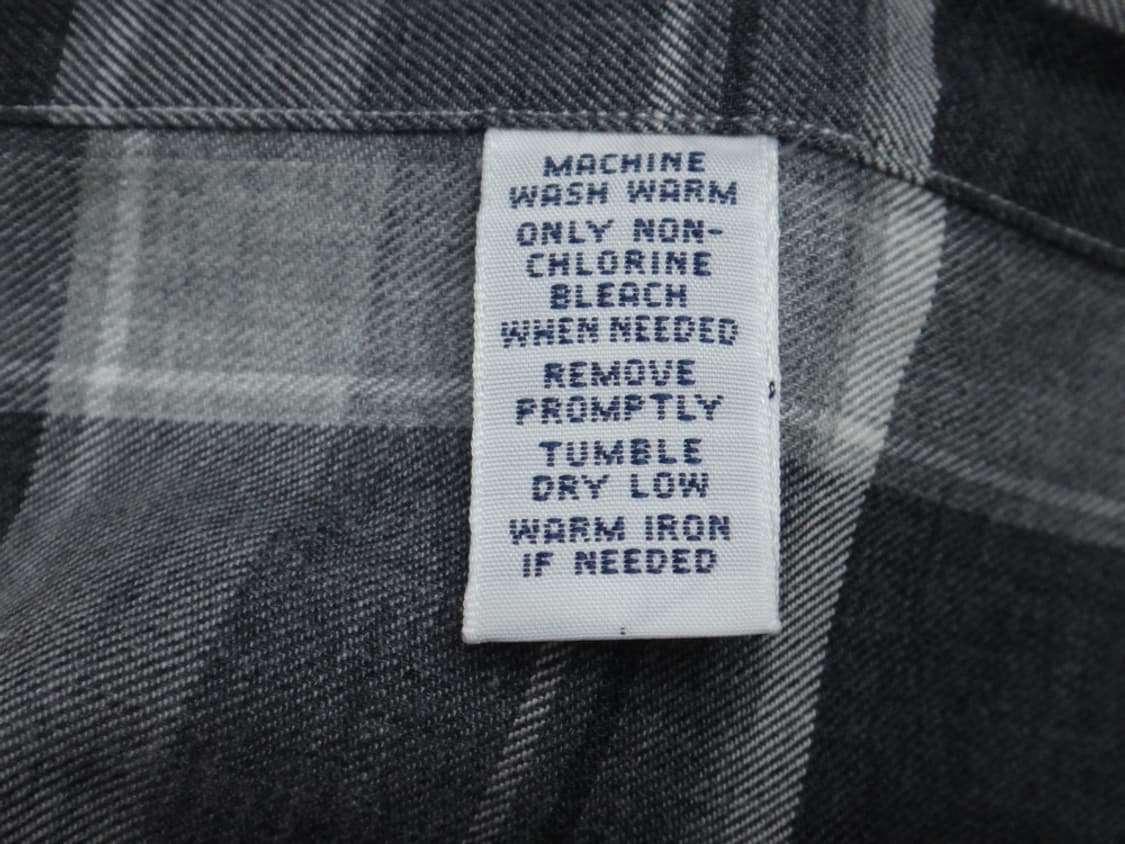 MACHINE
WASH WARM
ONLY NON-
CHLORINE
BLEACH
WHEN NEEDED
REMOVE
PROMPTLY
TUMBLE
DRY LOW
WARM IRON
IF NEEDED